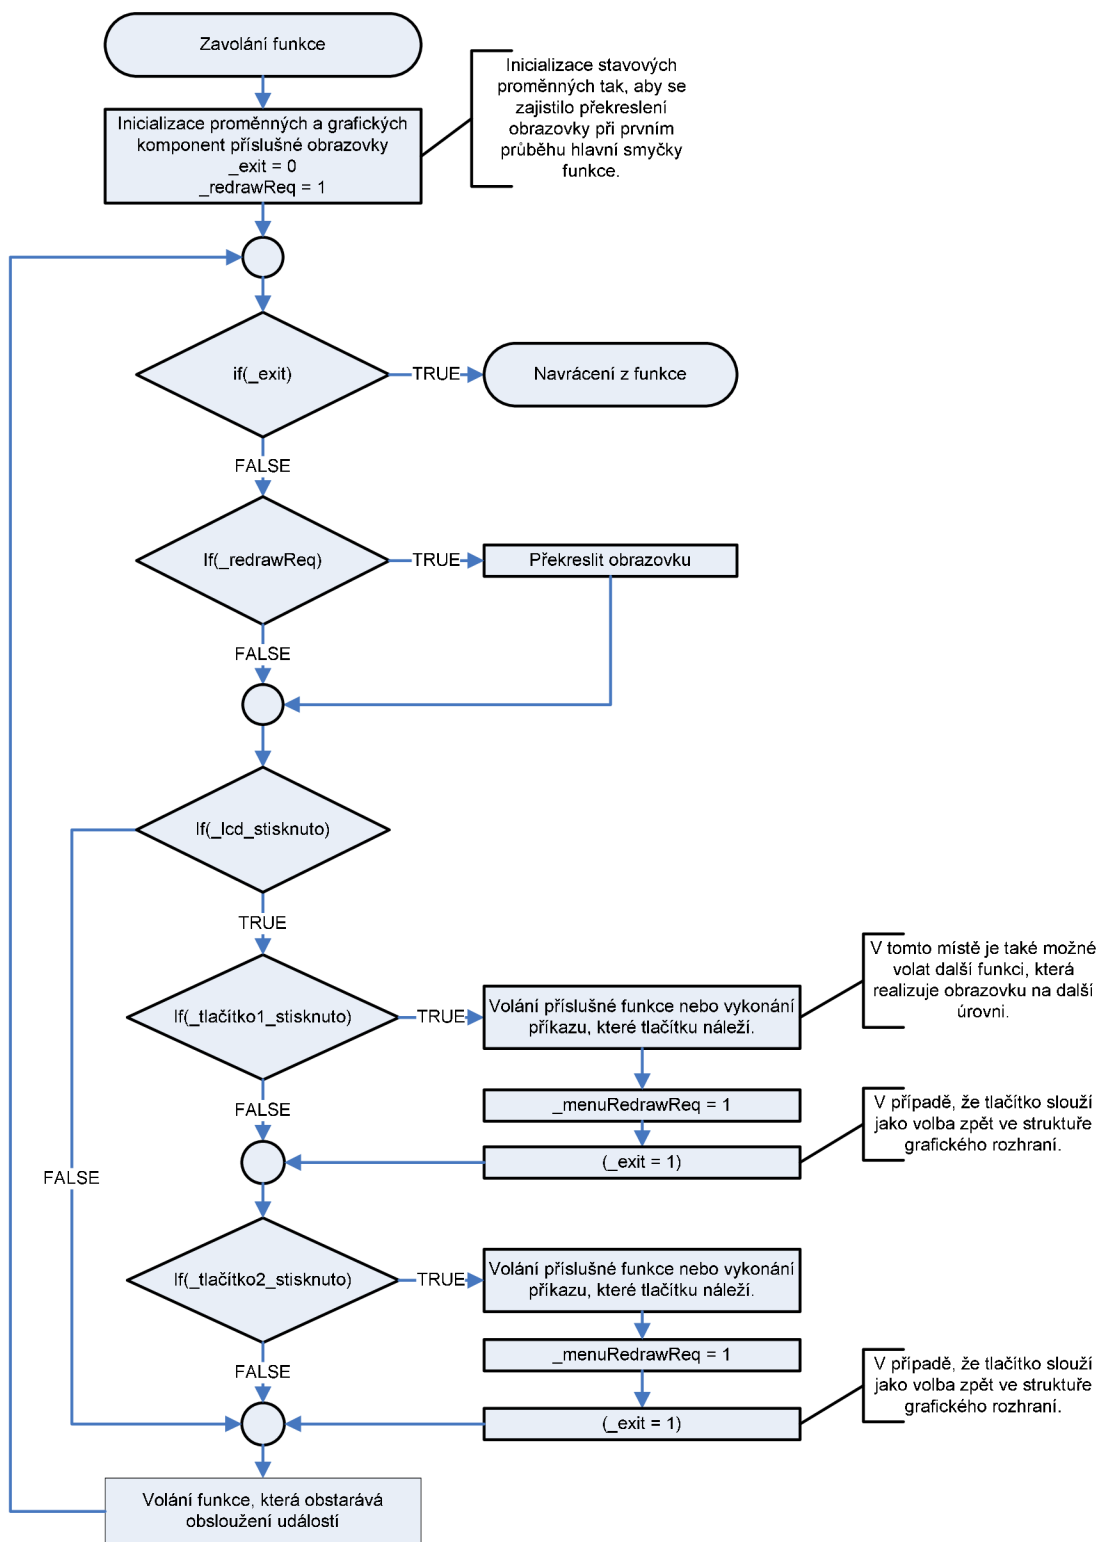 Zavolání funkce
Inicializace stavových
proměnných tak, aby se
zajistilo překreslení
obrazovky při prvním
průběhu hlavní smyčky
funkce.
Inicializace proměnných a grafických
komponent příslušné obrazovky
_exit = 0
_redrawReq = 1
if(_exit)
TRUE
Navrácení z funkce
FALSE
If(_redrawReq)
TRUE
Překreslit obrazovku
FALSE
If(_lcd_stisknuto)
TRUE
V tomto místě je také možné
volat další funkci, která
realizuje obrazovku na další
úrovni.
If(_tlačítko1_stisknuto)
TRUE
Volání příslušné funkce nebo vykonání
příkazu, které tlačítku náleží.
FALSE
_menuRedrawReq = 1
V případě, že tlačítko slouží
jako volba zpět ve struktuře
grafického rozhraní.
(_exit = 1)
FALSE
If(_tlačítko2_stisknuto)
TRUE
Volání příslušné funkce nebo vykonání
příkazu, které tlačítku náleží.
_menuRedrawReq = 1
FALSE
V případě, že tlačítko slouží
jako volba zpět ve struktuře
grafického rozhraní.
(_exit = 1)
Volání funkce, která obstarává
obsloužení událostí